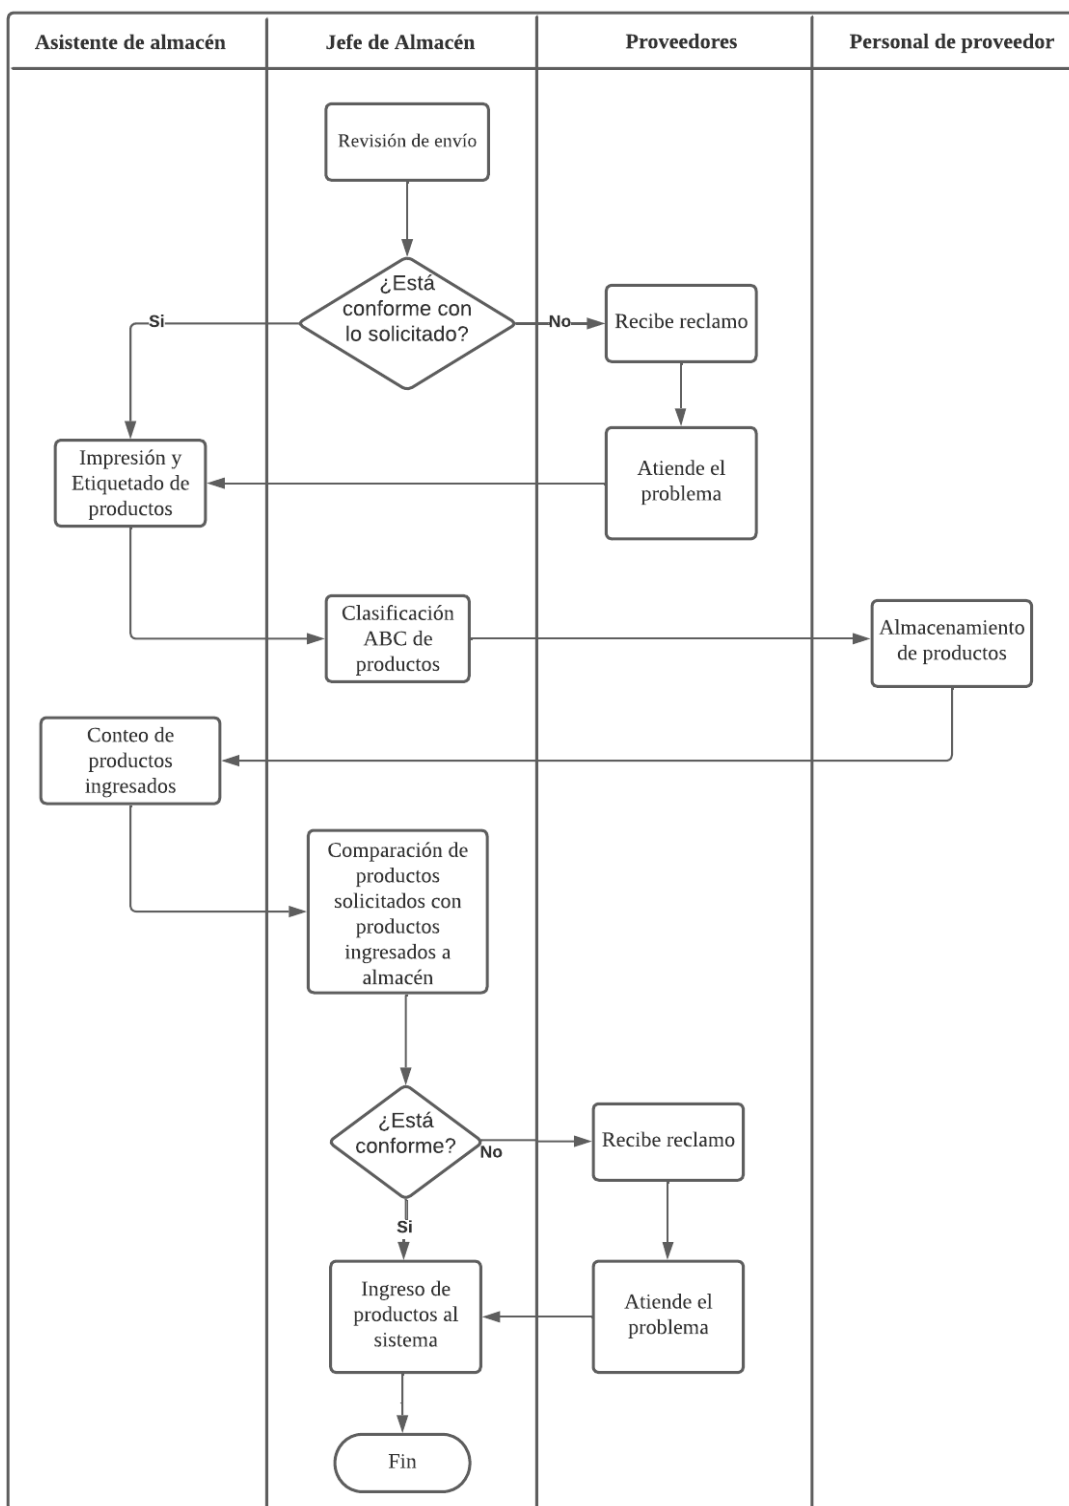 Asistente de almacén
Jefe de Almacén
Proveedores
Personal de proveedor
Revisión de envío
¿Está
conforme con
lo solicitado?
Si
No
Recibe reclamo
Impresión y
Etiquetado de
productos
Atiende el
problema
Clasificación
ABC de
productos
Almacenamiento
de productos
Conteo de
productos
ingresados
Comparación de
productos
solicitados con
productos
ingresados a
almacén
¿Está
conforme?
No
Recibe reclamo
Si
Ingreso de
productos al
sistema
Atiende el
problema
Fin